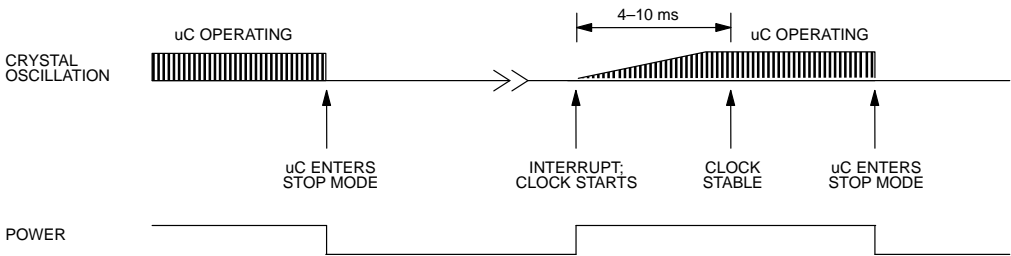 4–10 ms
uC OPERATING
uC OPERATING
CRYSTAL
OSCILLATION
uC ENTERS
STOP MODE
INTERRUPT;
CLOCK STARTS
CLOCK
STABLE
uC ENTERS
STOP MODE
POWER